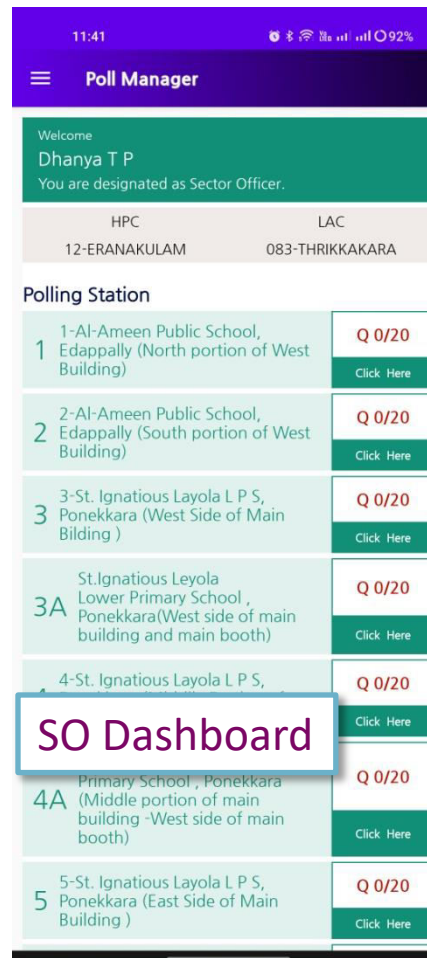 11:41 92%
Poll Manager
Welcome
Dhanya T P
You are designated as Sector Officer.
HPC LAC
12-ERANAKULAM 083-THRIKKAKARA
Polling Station
1-Al-Ameen Public School,
1 Edappally (North portion of West
Building)
Q 0/20
Click Here
2-Al-Ameen Public School,
2 Edappally (South portion of West
Building)
Q 0/20
Click Here
3-St. Ignatious Layola L P S,
3 Ponekkara (West Side of Main
Bilding )
Q 0/20
Click Here
St.Ignatious Leyola
Lower Primary School ,
3A Ponekkara(West side of main
building and main booth)
Q 0/20
Click Here
4-St. Ignatious Layola L P S,
Q 0/20
Click Here
SO Dashboard
Primary School , Ponekkara
4A (Middle portion of main
building -West side of main
booth)
Q 0/20
Click Here
5-St. Ignatious Layola L P S,
5 Ponekkara (East Side of Main
Building )
Q 0/20
Click Here